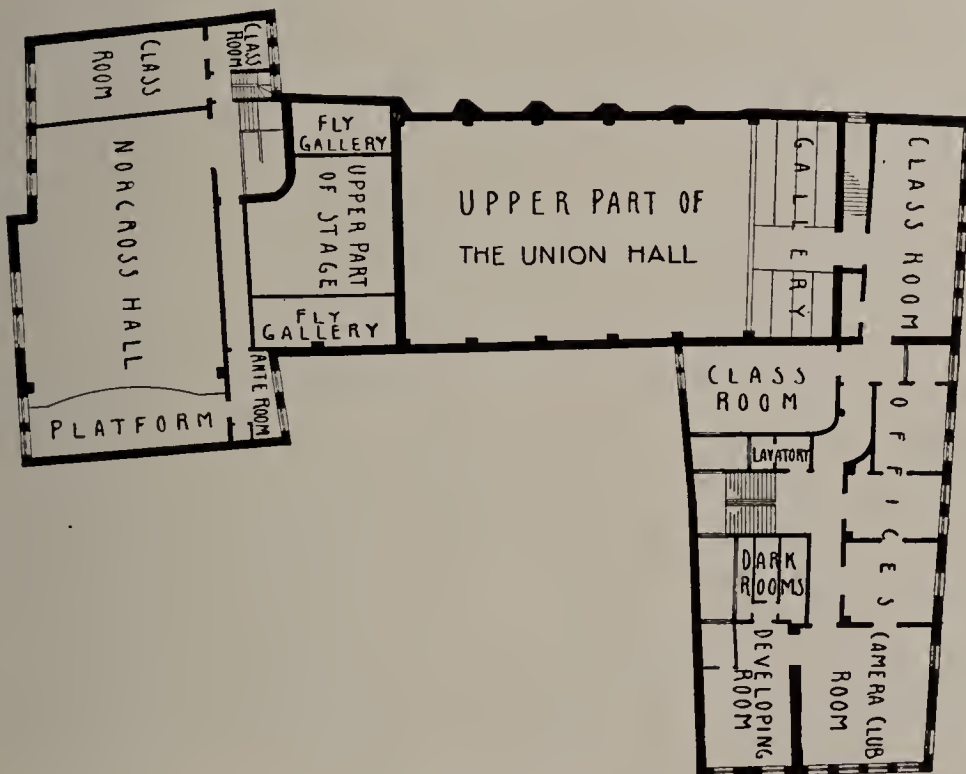 CLASS
ROOM
CLASS
ROOM
NORCROSS HALL
PLATFORM
ANTE ROOM
FLY
GALLERY
UPPER PART
OF STAGE
FLY
GALLERY
UPPER PART OF
THE UNION HALL
GALLERY
CLASS ROOM
CLASS
ROOM
LAVATORY
OFFICES
DARK
ROOMS
DEVELOPING
ROOM
CAMERA CLUB
ROOM